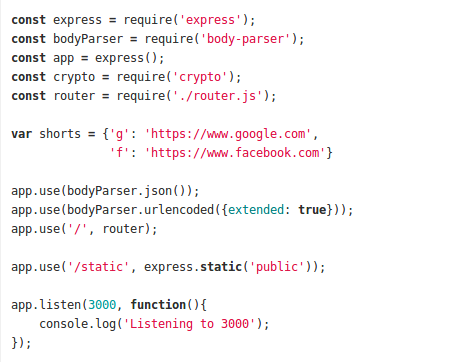 const express = require('express');
const bodyParser = require('body-parser');
const app = express();
const crypto = require('crypto');
const router = require('./router.js');
var shorts = {'g': 'https://www.google.com',
'f': 'https://www.facebook.com'}
app.use(bodyParser.json());
app.use(bodyParser.urlencoded({extended: true}));
app.use('/', router);
app.use('/static', express.static('public'));
app.listen(3000, function(){
console.log('Listening to 3000');
});